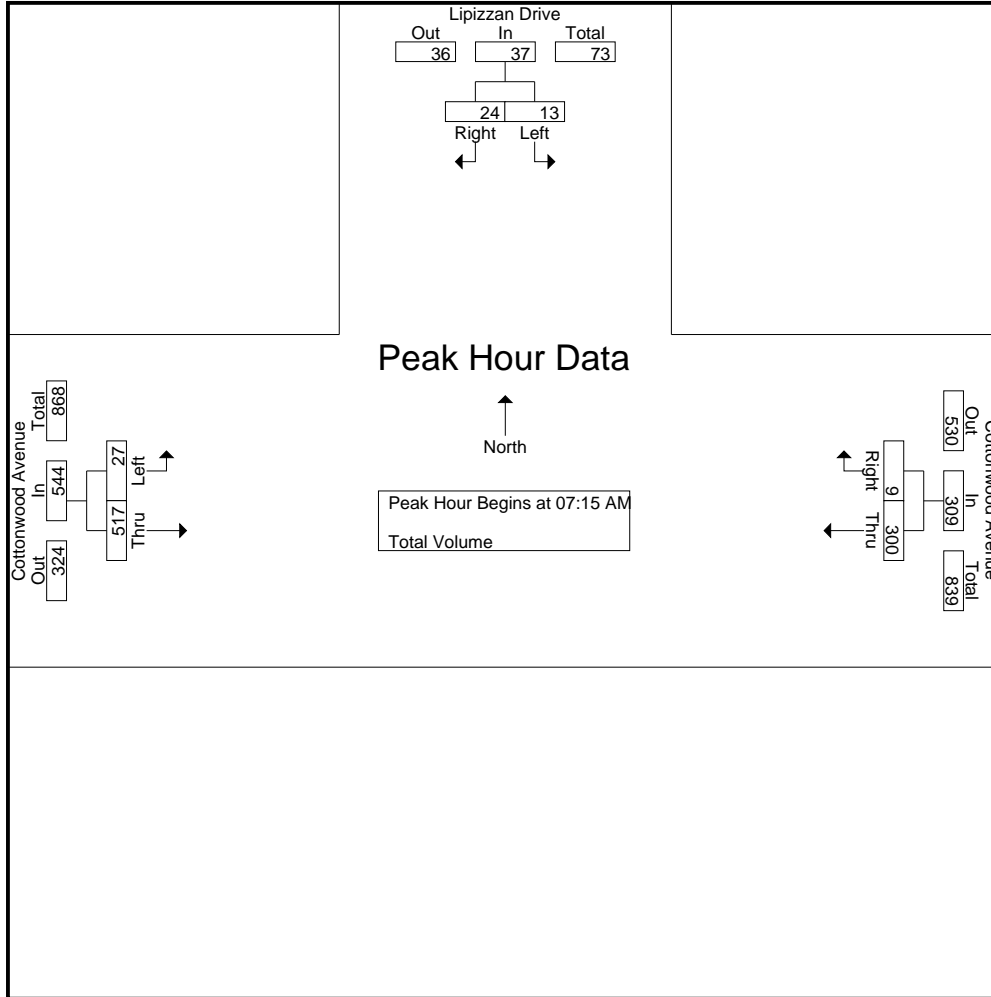 Lipizzan Drive
Out In Total
36 37 73
24 13
Right Left
Peak Hour Data
North
Peak Hour Begins at 07:15 AM
Total Volume
Cottonwood Avenue
Total In Out
868 544 324
27 517
Left Thru
Cottonwood Avenue
Out In Total
530 309 839
9 300
Right Thru